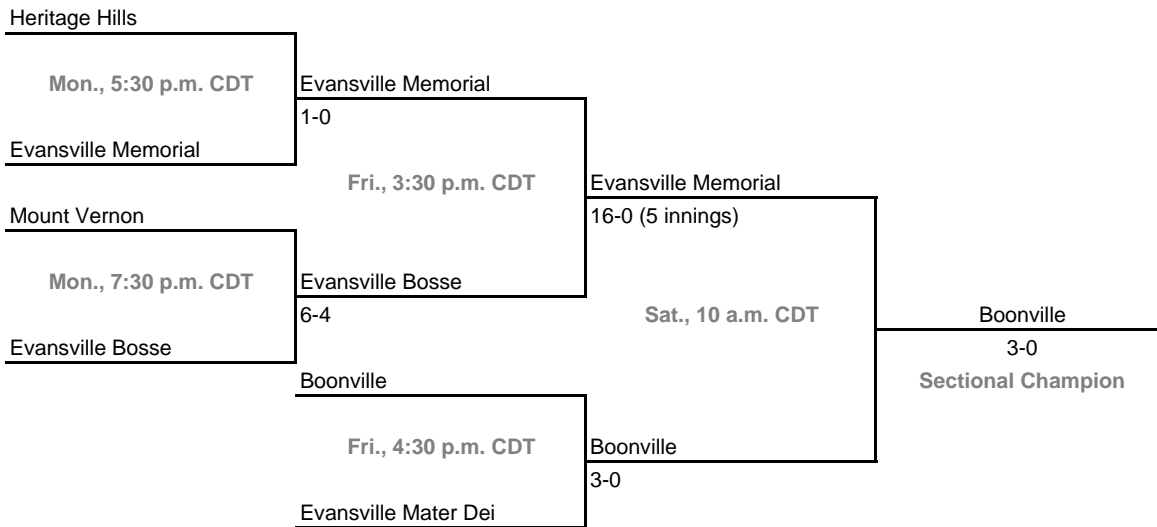 Heritage Hills
Mon., 5:30 p.m. CDT
Evansville Memorial
1-0
Evansville Memorial
Fri., 3:30 p.m. CDT
Evansville Memorial
16-0 (5 innings)
Mount Vernon
Mon., 7:30 p.m. CDT
Evansville Bosse
6-4
Evansville Bosse
Sat., 10 a.m. CDT
Boonville
3-0
Sectional Champion
Boonville
Fri., 4:30 p.m. CDT
Boonville
3-0
Evansville Mater Dei